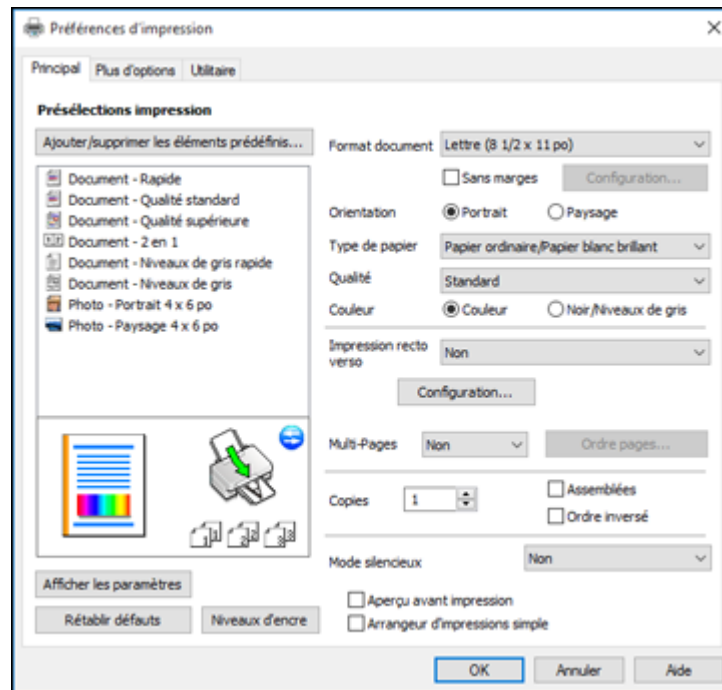 Préférences d'impression
Principal
Plus d'options
Utilitaire
Présélections impression
Ajouter/supprimer les éléments prédéfinis...
Document - Rapide
Document - Qualité standard
Document - Qualité supérieure
Document - 2 en 1
Document - Niveaux de gris rapide
Document - Niveaux de gris
Photo - Portrait 4 x 6 po
Photo - Paysage 4 x 6 po
Afficher les paramètres
Rétablir défauts
Niveaux d'encre
Format document
Lettre (8 1/2 x 11 po)
Sans marges
Configuration...
Orientation
Portrait
Paysage
Type de papier
Papier ordinaire/Papier blanc brillant
Qualité
Standard
Couleur
Couleur
Noir/Niveaux de gris
Impression recto
verso
Non
Configuration...
Multi-Pages
Non
Ordre pages...
Copies
1
Assemblées
Ordre inversé
Mode silencieux
Non
Aperçu avant impression
Arrangeur d'impressions simple
OK
Annuler
Aide